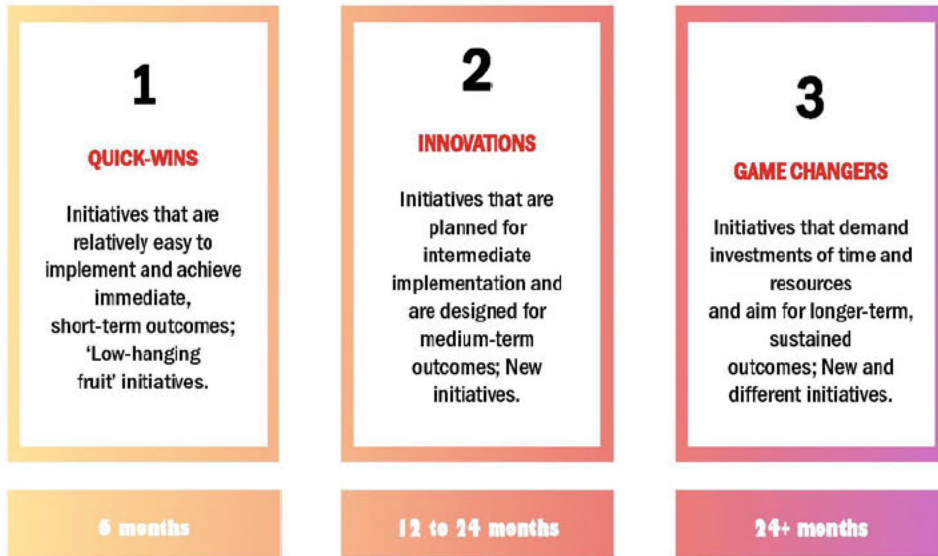 1
QUICK-WINS
Initiatives that are
relatively easy to
implement and achieve
immediate,
short-term outcomes;
‘Low-hanging
fruit’ initiatives.
6 months
2
INNOVATIONS
Initiatives that are
planned for
intermediate
implementation and
are designed for
medium-term
outcomes; New
initiatives.
12 to 24 months
3
GAME CHANGERS
Initiatives that demand
investments of time and
resources
and aim for longer-term,
sustained
outcomes; New and
different initiatives.
24+ months